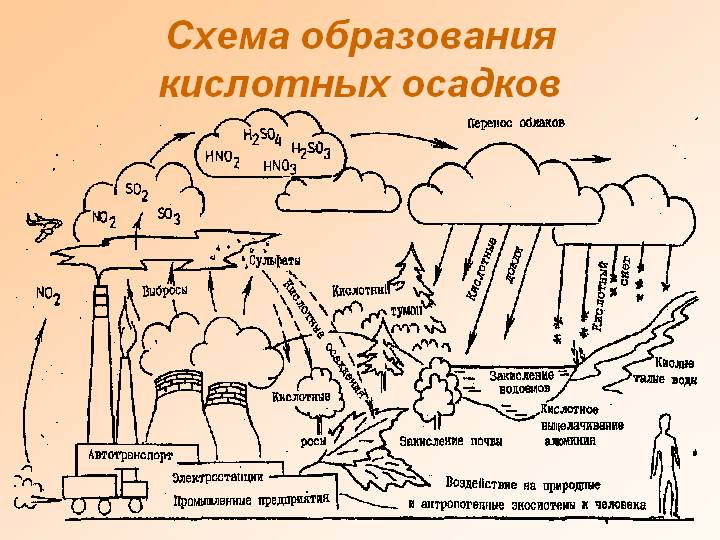 Схема образования
кислотных осадков
Перенос облаков
H2SO4
HNO2
H2SO3
HNO3
SO2
NO2
SO3
NO2
Выбросы
Сульфаты
Кислотные осаждения
Кислотный
туман
Кислотные
дожди
Кислотный
снег
Кислотные
росы
Закисление
водоемов
Кислые
талые воды
Кислотное
выщелачивание
алюминия
Закисление почвы
Автотранспорт
Электростанции
Промышленные предприятия
Воздействие на природные
и антропогенные экосистемы и человека